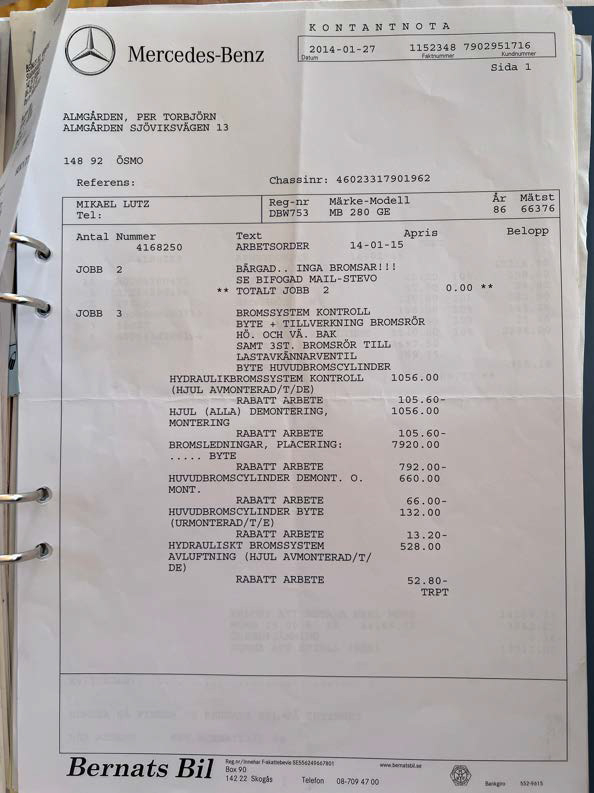 Mercedes-Benz
KONTANTNOTA
2014-01-27 1152348 7902951716
Datum Faktnummer Kundnummer
Sida 1
ALMGÅRDEN, PER TORBJÖRN
ALMGÅRDEN SJÖVIKSVÄGEN 13
148 92 ÖSMO
Referens: Chassinr: 46023317901962
MIKAEL LUTZ Reg-nr Märke-Modell År Mätst
Tel: DBW753 MB 280 GE 86 66376
Antal Nummer Text Apris Belopp
4168250 ARBETSORDER 14-01-15
JOBB 2 BÄRGAD.. INGA BROMSAR!!!
SE BIFOGAD MAIL-STEVO
** TOTALT JOBB 2 0.00 **
JOBB 3 BROMSSYSTEM KONTROLL
BYTE + TILLVERKNING BROMSRÖR
HÖ. OCH VÄ. BAK
SAMT 3ST. BROMSRÖR TILL
LASTAVKÄNNARVENTIL
BYTE HUVUDBROMSCYLINDER
HYDRAULIKBROMSSYSTEM KONTROLL 1056.00
(HJUL AVMONTERAD/T/DE)
RABATT ARBETE 105.60-
HJUL (ALLA) DEMONTERING, 1056.00
MONTERING
RABATT ARBETE 105.60-
BROMSLEDNINGAR, PLACERING: 7920.00
..... BYTE
RABATT ARBETE 792.00-
HUVUDBROMSCYLINDER DEMONT. O. 660.00
MONT.
RABATT ARBETE 66.00-
HUVUDBROMSCYLINDER BYTE 132.00
(URMONTERAD/T/E)
RABATT ARBETE 13.20-
HYDRAULISKT BROMSSYSTEM 528.00
AVLUFTNING (HJUL AVMONTERAD/T/
DE)
RABATT ARBETE 52.80-
TRPT
Bernats Bil
Reg.nr/Innehar F-skattebevis SE556249667801
Box 90
142 22 Skogås Telefon 08-709 47 00
www.bernatsbil.se
Bankgiro 552-9615